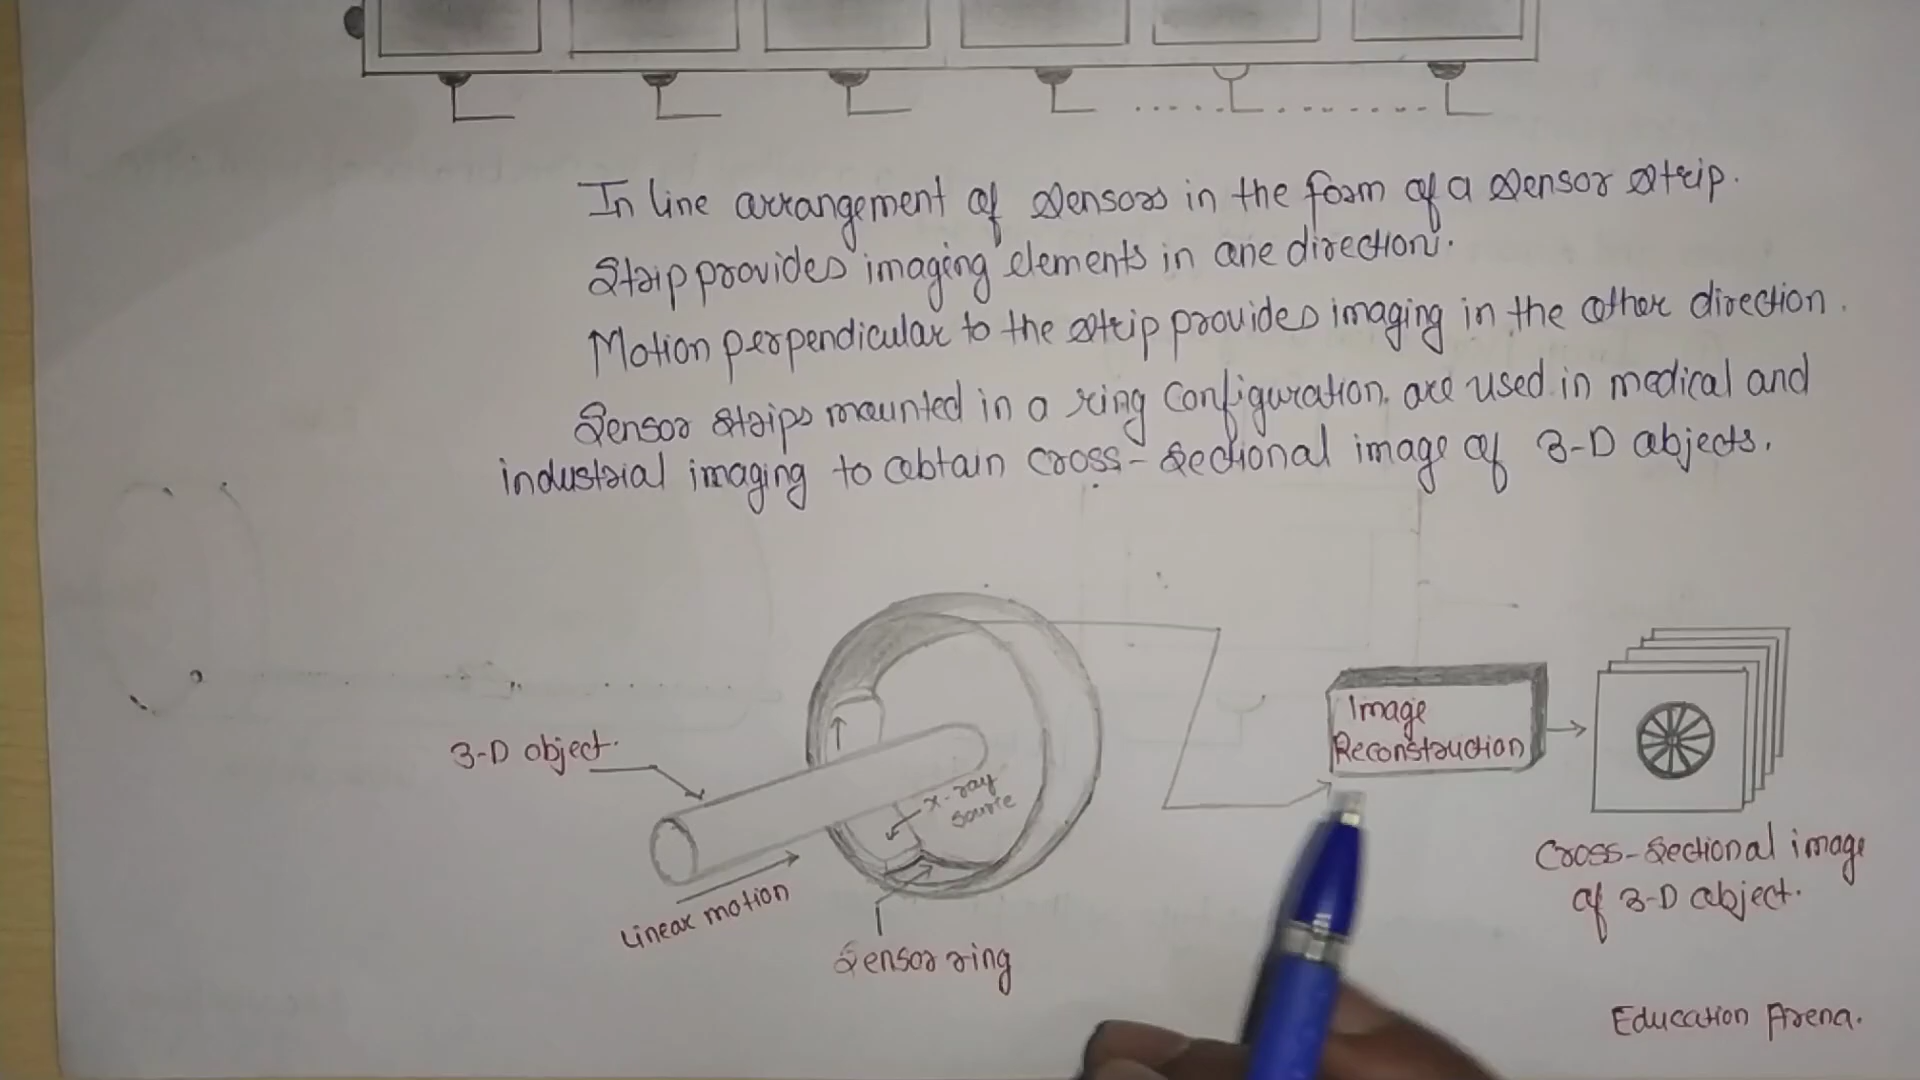 In line arrangement of Sensors in the form of a Sensor Strip.
Strip provides imaging elements in one direction.
Motion perpendicular to the strip provides imaging in the other direction.
Sensor strips mounted in a ring configuration are used in medical and
industrial imaging to obtain cross-sectional image of 3-D objects.
3-D object.
X-ray
source
Linear motion
Sensor ring
Image
Reconstruction
Cross-Sectional image
of 3-D object.
Education Arena.